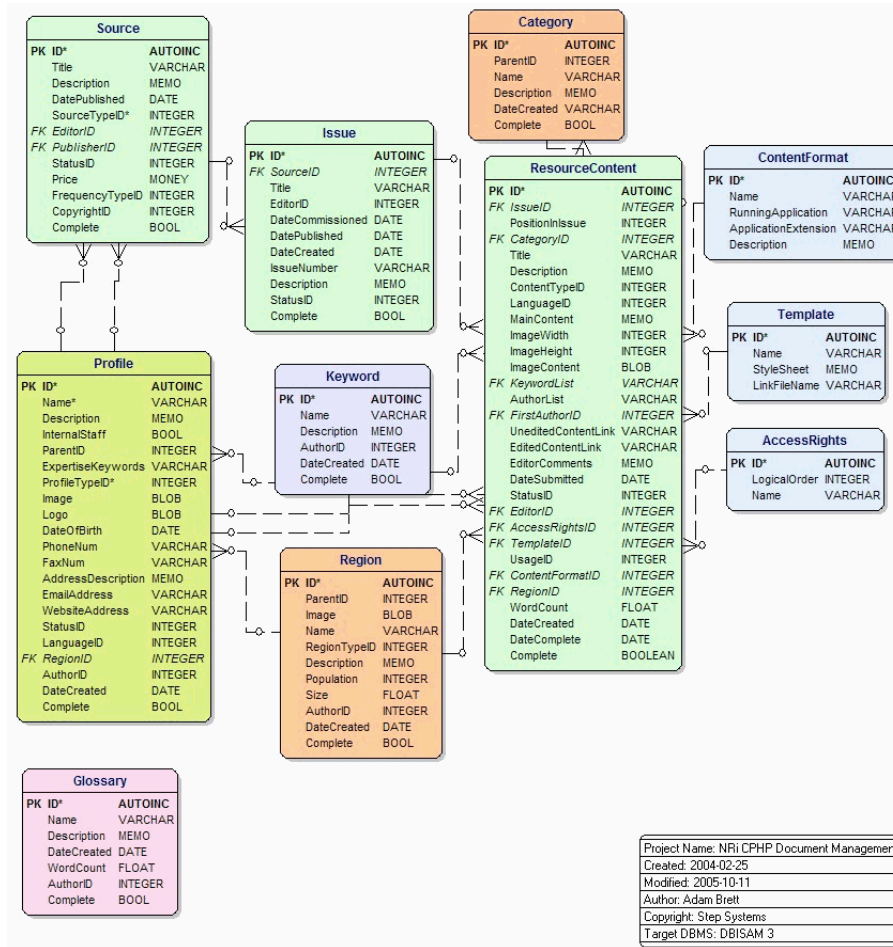 Source
PK ID* AUTOINC
Title VARCHAR
Description MEMO
DatePublished DATE
SourceTypeID* INTEGER
FK EditorID INTEGER
FK PublisherID INTEGER
StatusID INTEGER
Price MONEY
FrequencyTypeID INTEGER
CopyrightID INTEGER
Complete BOOL
Category
PK ID* AUTOINC
ParentID INTEGER
Name VARCHAR
Description MEMO
DateCreated VARCHAR
Complete BOOL
Issue
PK ID* AUTOINC
FK SourceID INTEGER
Title VARCHAR
EditorID INTEGER
DateCommissioned DATE
DatePublished DATE
DateCreated DATE
IssueNumber VARCHAR
Description MEMO
StatusID INTEGER
Complete BOOL
ResourceContent
PK ID* AUTOINC
FK IssueID INTEGER
PositionInIssue INTEGER
FK CategoryID INTEGER
Title VARCHAR
Description MEMO
ContentTypeID INTEGER
LanguageID INTEGER
MainContent MEMO
ImageWidth INTEGER
ImageHeight INTEGER
ImageContent BLOB
FK KeywordList VARCHAR
AuthorList VARCHAR
FK FirstAuthorID INTEGER
UneditedContentLink VARCHAR
EditedContentLink VARCHAR
EditorComments MEMO
DateSubmitted DATE
StatusID INTEGER
FK EditorID INTEGER
FK AccessRightsID INTEGER
FK TemplateID INTEGER
UsageID INTEGER
FK ContentFormatID INTEGER
FK RegionID INTEGER
WordCount FLOAT
DateCreated DATE
DateComplete DATE
Complete BOOLEAN
ContentFormat
PK ID* AUTOINC
Name VARCHAR
RunningApplication VARCHAR
ApplicationExtension VARCHAR
Description MEMO
Template
PK ID* AUTOINC
Name VARCHAR
StyleSheet MEMO
LinkFileName VARCHAR
AccessRights
PK ID* AUTOINC
LogicalOrder INTEGER
Name VARCHAR
Profile
PK ID* AUTOINC
Name* VARCHAR
Description MEMO
InternalStaff BOOL
ParentID INTEGER
ExpertiseKeywords VARCHAR
ProfileTypeID* INTEGER
Image BLOB
Logo BLOB
DateOfBirth DATE
PhoneNum VARCHAR
FaxNum VARCHAR
AddressDescription MEMO
EmailAddress VARCHAR
WebsiteAddress VARCHAR
StatusID INTEGER
LanguageID INTEGER
FK RegionID INTEGER
AuthorID INTEGER
DateCreated DATE
Complete BOOL
Keyword
PK ID* AUTOINC
Name VARCHAR
Description MEMO
AuthorID INTEGER
DateCreated DATE
Complete BOOL
Region
PK ID* AUTOINC
ParentID INTEGER
Image BLOB
Name VARCHAR
RegionTypeID INTEGER
Description MEMO
Population INTEGER
Size FLOAT
AuthorID INTEGER
DateCreated DATE
Complete BOOL
Glossary
PK ID* AUTOINC
Name VARCHAR
Description MEMO
DateCreated DATE
WordCount FLOAT
AuthorID INTEGER
Complete BOOL
Project Name: NRi CPHP Document Managemen
Created: 2004-02-25
Modified: 2005-10-11
Author: Adam Brett
Copyright: Step Systems
Target DBMS: DBISAM 3